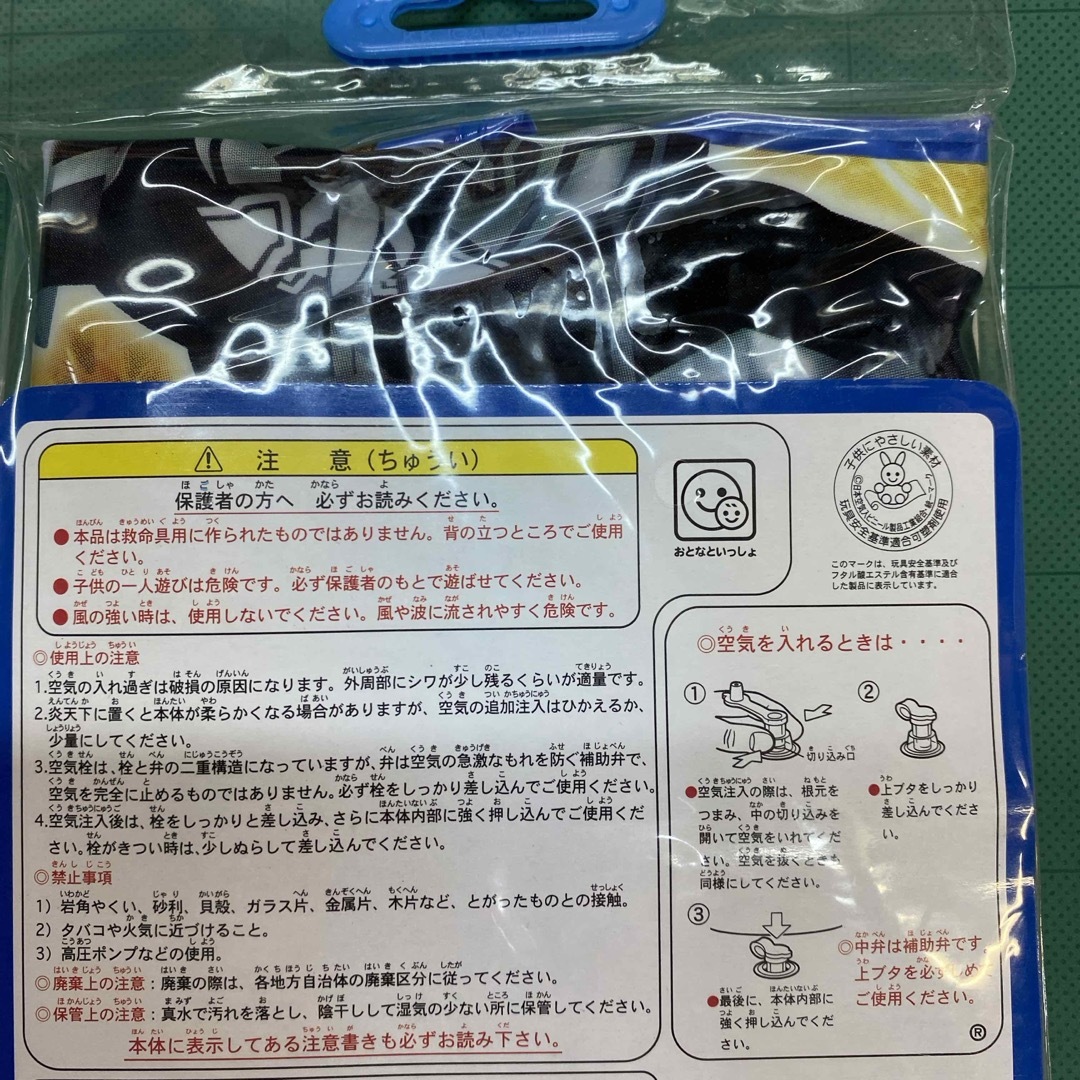 ⚠ 注 意(ちゅうい)
保護者の方へ 必ずお読みください。
●本品は救命具用に作られたものではありません。背の立つところでご使用
ください。
●子供の一人遊びは危険です。必ず保護者のもとで遊ばせてください。
●風の強い時は、使用しないでください。風や波に流されやすく危険です。
おとなといっしょ
子供にやさしい素材
玩具安全基準適合可塑剤使用
このマークは、玩具安全基準及び
フタル酸エステル含有基準に適合
した製品に表示しています。
◎使用上の注意
1.空気の入れ過ぎは破損の原因になります。外周部にシワが少し残るくらいが適量です。
2.炎天下に置くと本体が柔らかくなる場合がありますが、空気の追加注入はひかえるか、
少量にしてください。
3.空気栓は、栓と弁の二重構造になっていますが、弁は空気の急激なもれを防ぐ補助弁で、
空気を完全に止めるものではありません。必ず栓をしっかり差し込んでご使用ください。
4.空気注入後は、栓をしっかりと差し込み、さらに本体内部に強く押し込んでご使用くだ
さい。栓がきつい時は、少しぬらして差し込んでください。
◎禁止事項
1)岩角やくい、砂利、貝殻、ガラス片、金属片、木片など、とがったものとの接触。
2)タバコや火気に近づけること。
3)高圧ポンプなどの使用。
◎廃棄上の注意:廃棄の際は、各地方自治体の廃棄区分に従ってください。
◎保管上の注意:真水で汚れを落とし、陰干しして湿気の少ない所に保管してください。
本体に表示してある注意書きも必ずお読み下さい。
◎空気を入れるときは・・・・
①
切り込み口
●空気注入の際は、根元を
つまみ、中の切り込みを
開いて空気をいれてくだ
さい。空気を抜くときも
同様にしてください。
②
●上ブタをしっかり
差し込んでくださ
い。
③
●最後に、本体内部に
強く押し込んでくだ
さい。
◎中弁は補助弁です。
上ブタを必ずしめて
ご使用ください。
®